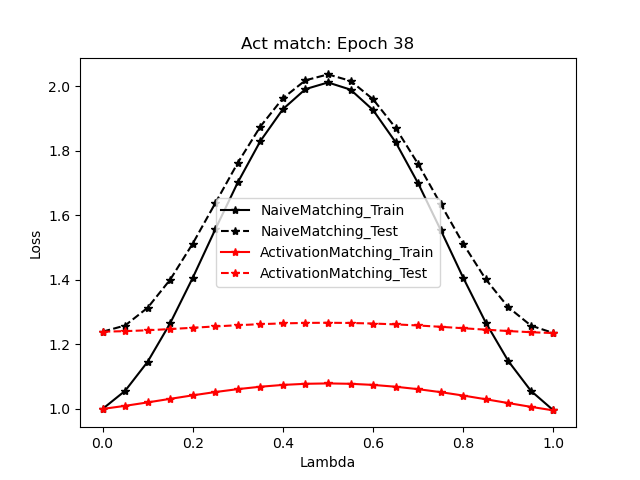 Act match: Epoch 38
Loss
2.0
1.8
1.6
1.4
1.2
1.0
NaiveMatching_Train
NaiveMatching_Test
ActivationMatching_Train
ActivationMatching_Test
0.0 0.2 0.4 0.6 0.8 1.0
Lambda